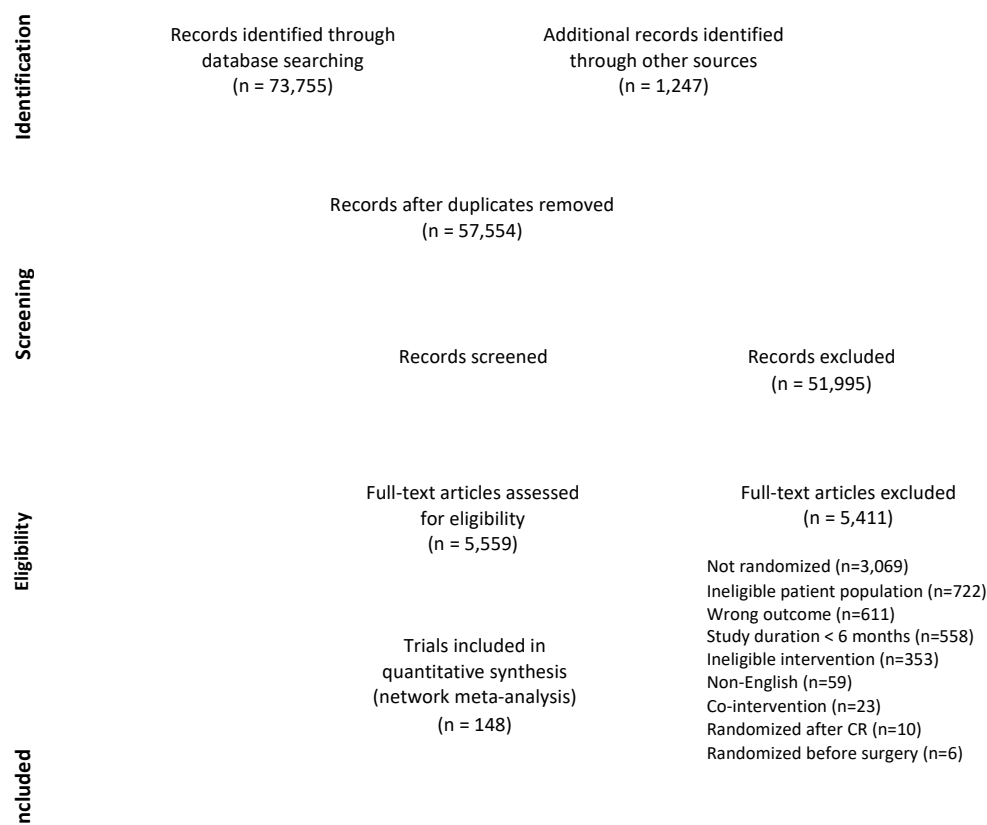 Identification
Records identified through
database searching
(n = 73,755)
Additional records identified
through other sources
(n = 1,247)
Records after duplicates removed
(n = 57,554)
Screening
Records screened
Records excluded
(n = 51,995)
Eligibility
Full-text articles assessed
for eligibility
(n = 5,559)
Full-text articles excluded
(n = 5,411)
Not randomized (n=3,069)
Ineligible patient population (n=722)
Wrong outcome (n=611)
Study duration < 6 months (n=558)
Ineligible intervention (n=353)
Non-English (n=59)
Co-intervention (n=23)
Randomized after CR (n=10)
Randomized before surgery (n=6)
Trials included in
quantitative synthesis
(network meta-analysis)
(n = 148)
ncluded